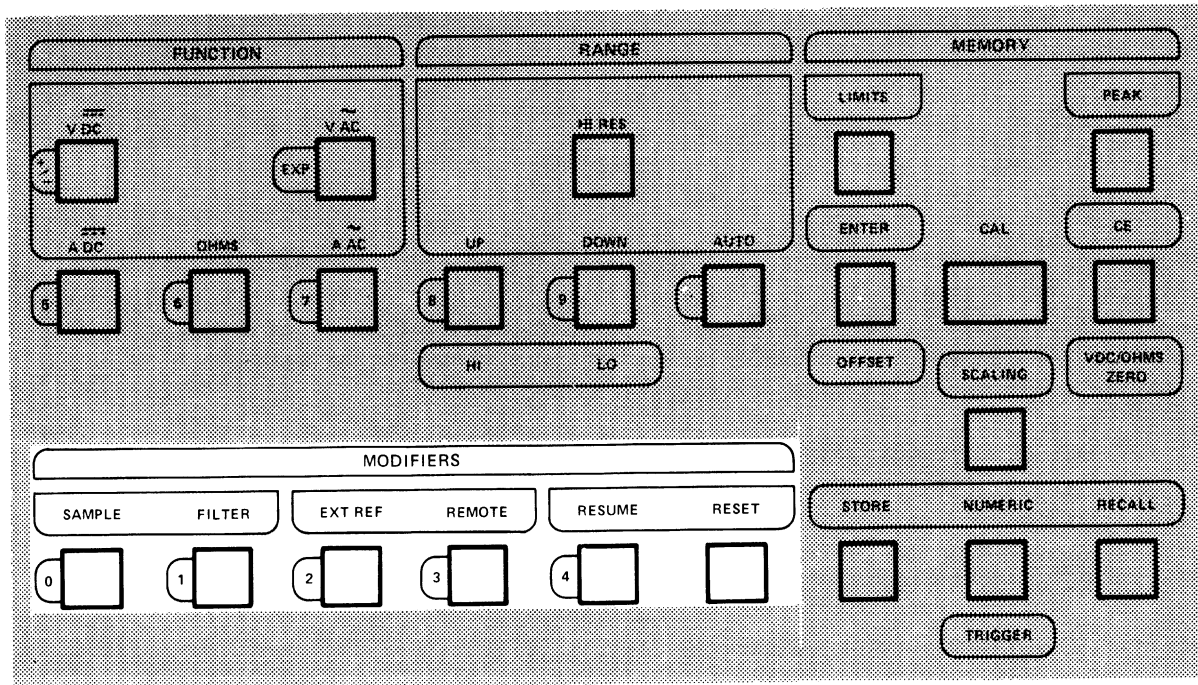 FUNCTION
RANGE
MEMORY
LIMITS
PEAK
V DC
V AC
HI RES
+/-
EXP
ENTER
CAL
CE
A DC
OHMS
A AC
UP
DOWN
AUTO
5
6
7
8
9
.
HI
LO
OFFSET
SCALING
VDC/OHMS
ZERO
MODIFIERS
SAMPLE
FILTER
EXT REF
REMOTE
RESUME
RESET
STORE
NUMERIC
RECALL
0
1
2
3
4
TRIGGER